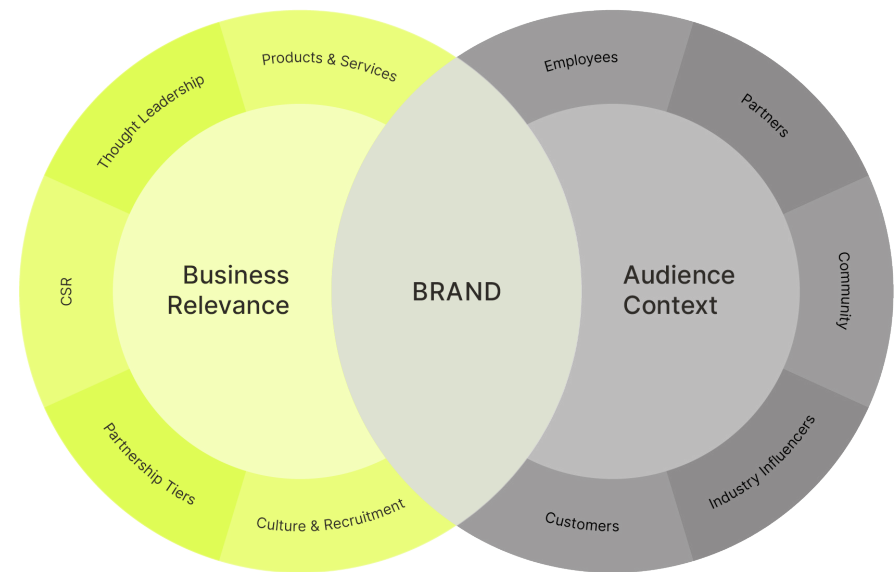 Products & Services
Thought Leadership
CSR
Partnership Tiers
Culture & Recruitment
Business
Relevance
BRAND
Audience
Context
Employees
Partners
Community
Industry Influencers
Customers